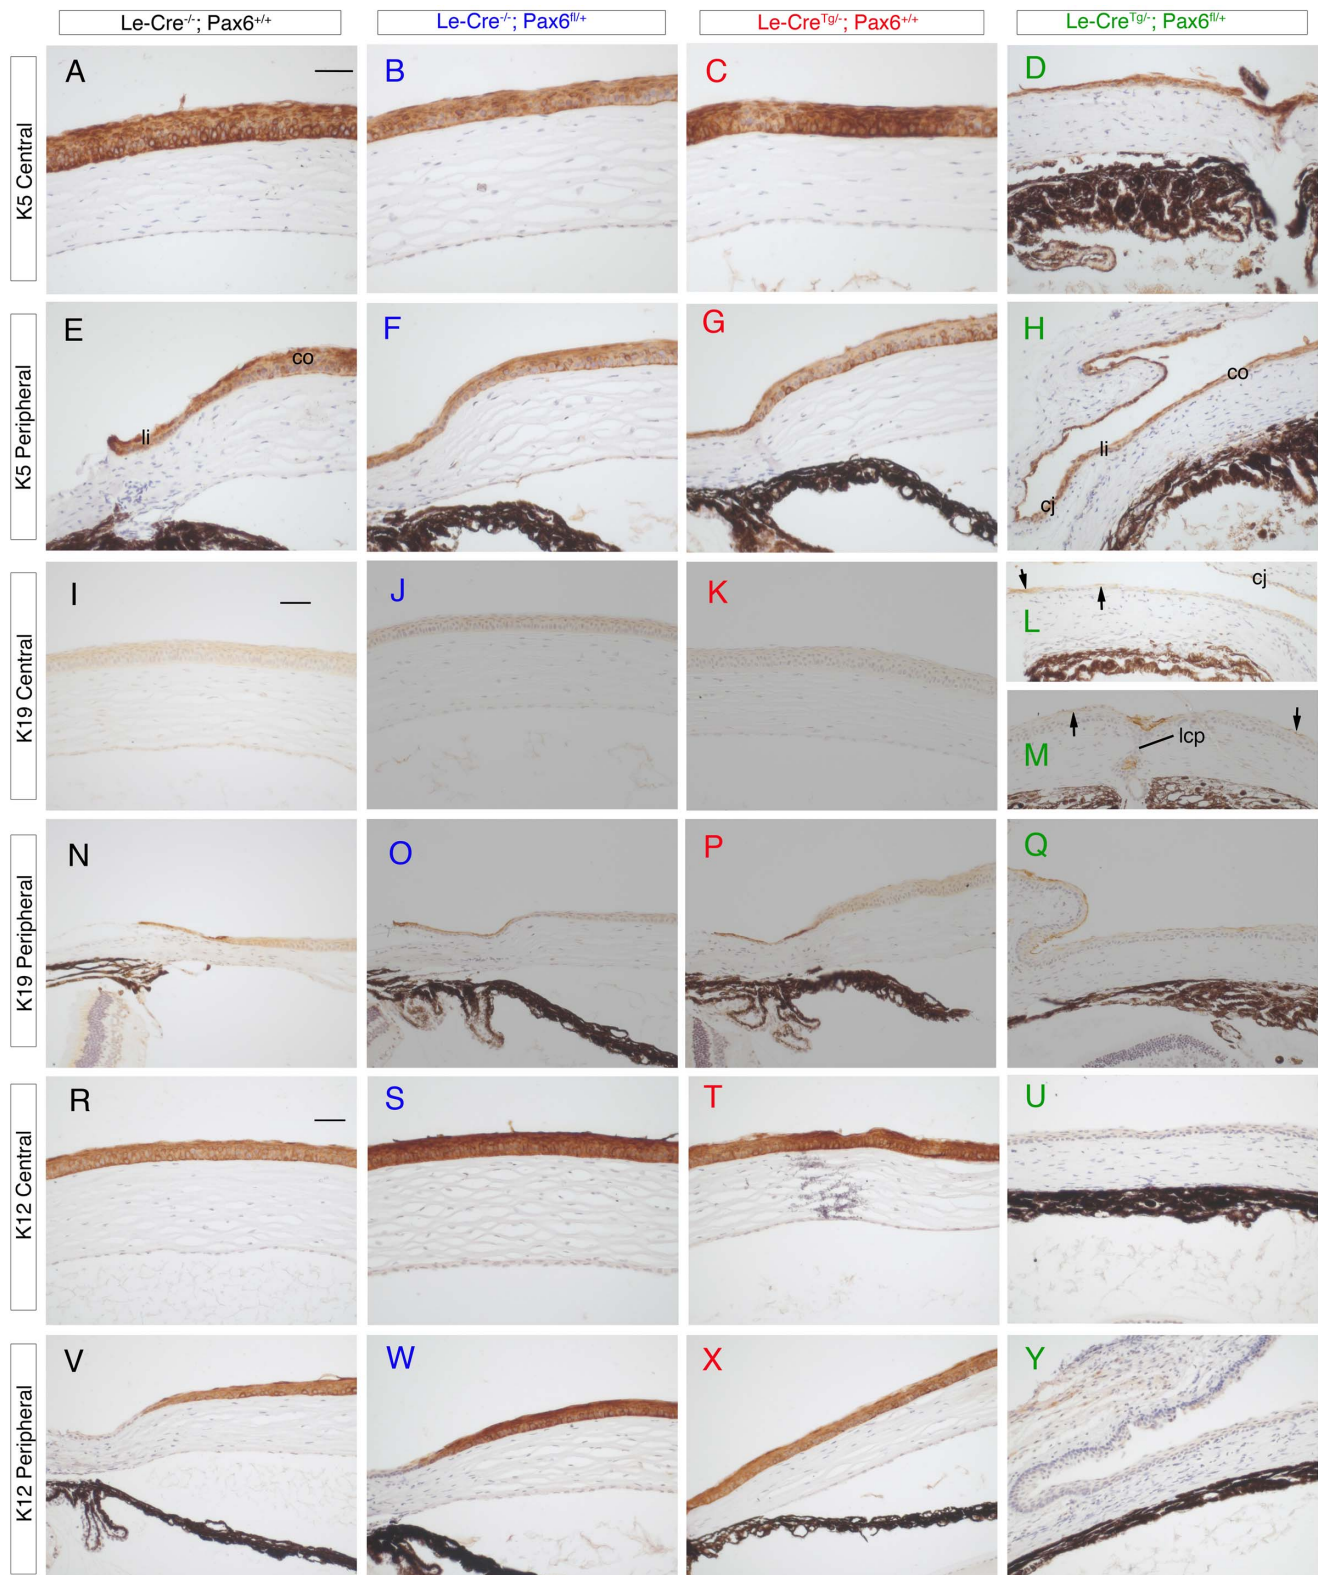 Le-Cre-/-; Pax6+/+
Le-Cre-/-; Pax6fl/+
Le-CreTg/-; Pax6+/+
Le-CreTg/-; Pax6fl/+
K5 Central
A
B
C
D
K5 Peripheral
E
co
li
F
G
H
co
li
cj
K19 Central
I
J
K
L
cj
M
lcp
K19 Peripheral
N
O
P
Q
K12 Central
R
S
T
U
K12 Peripheral
V
W
X
Y